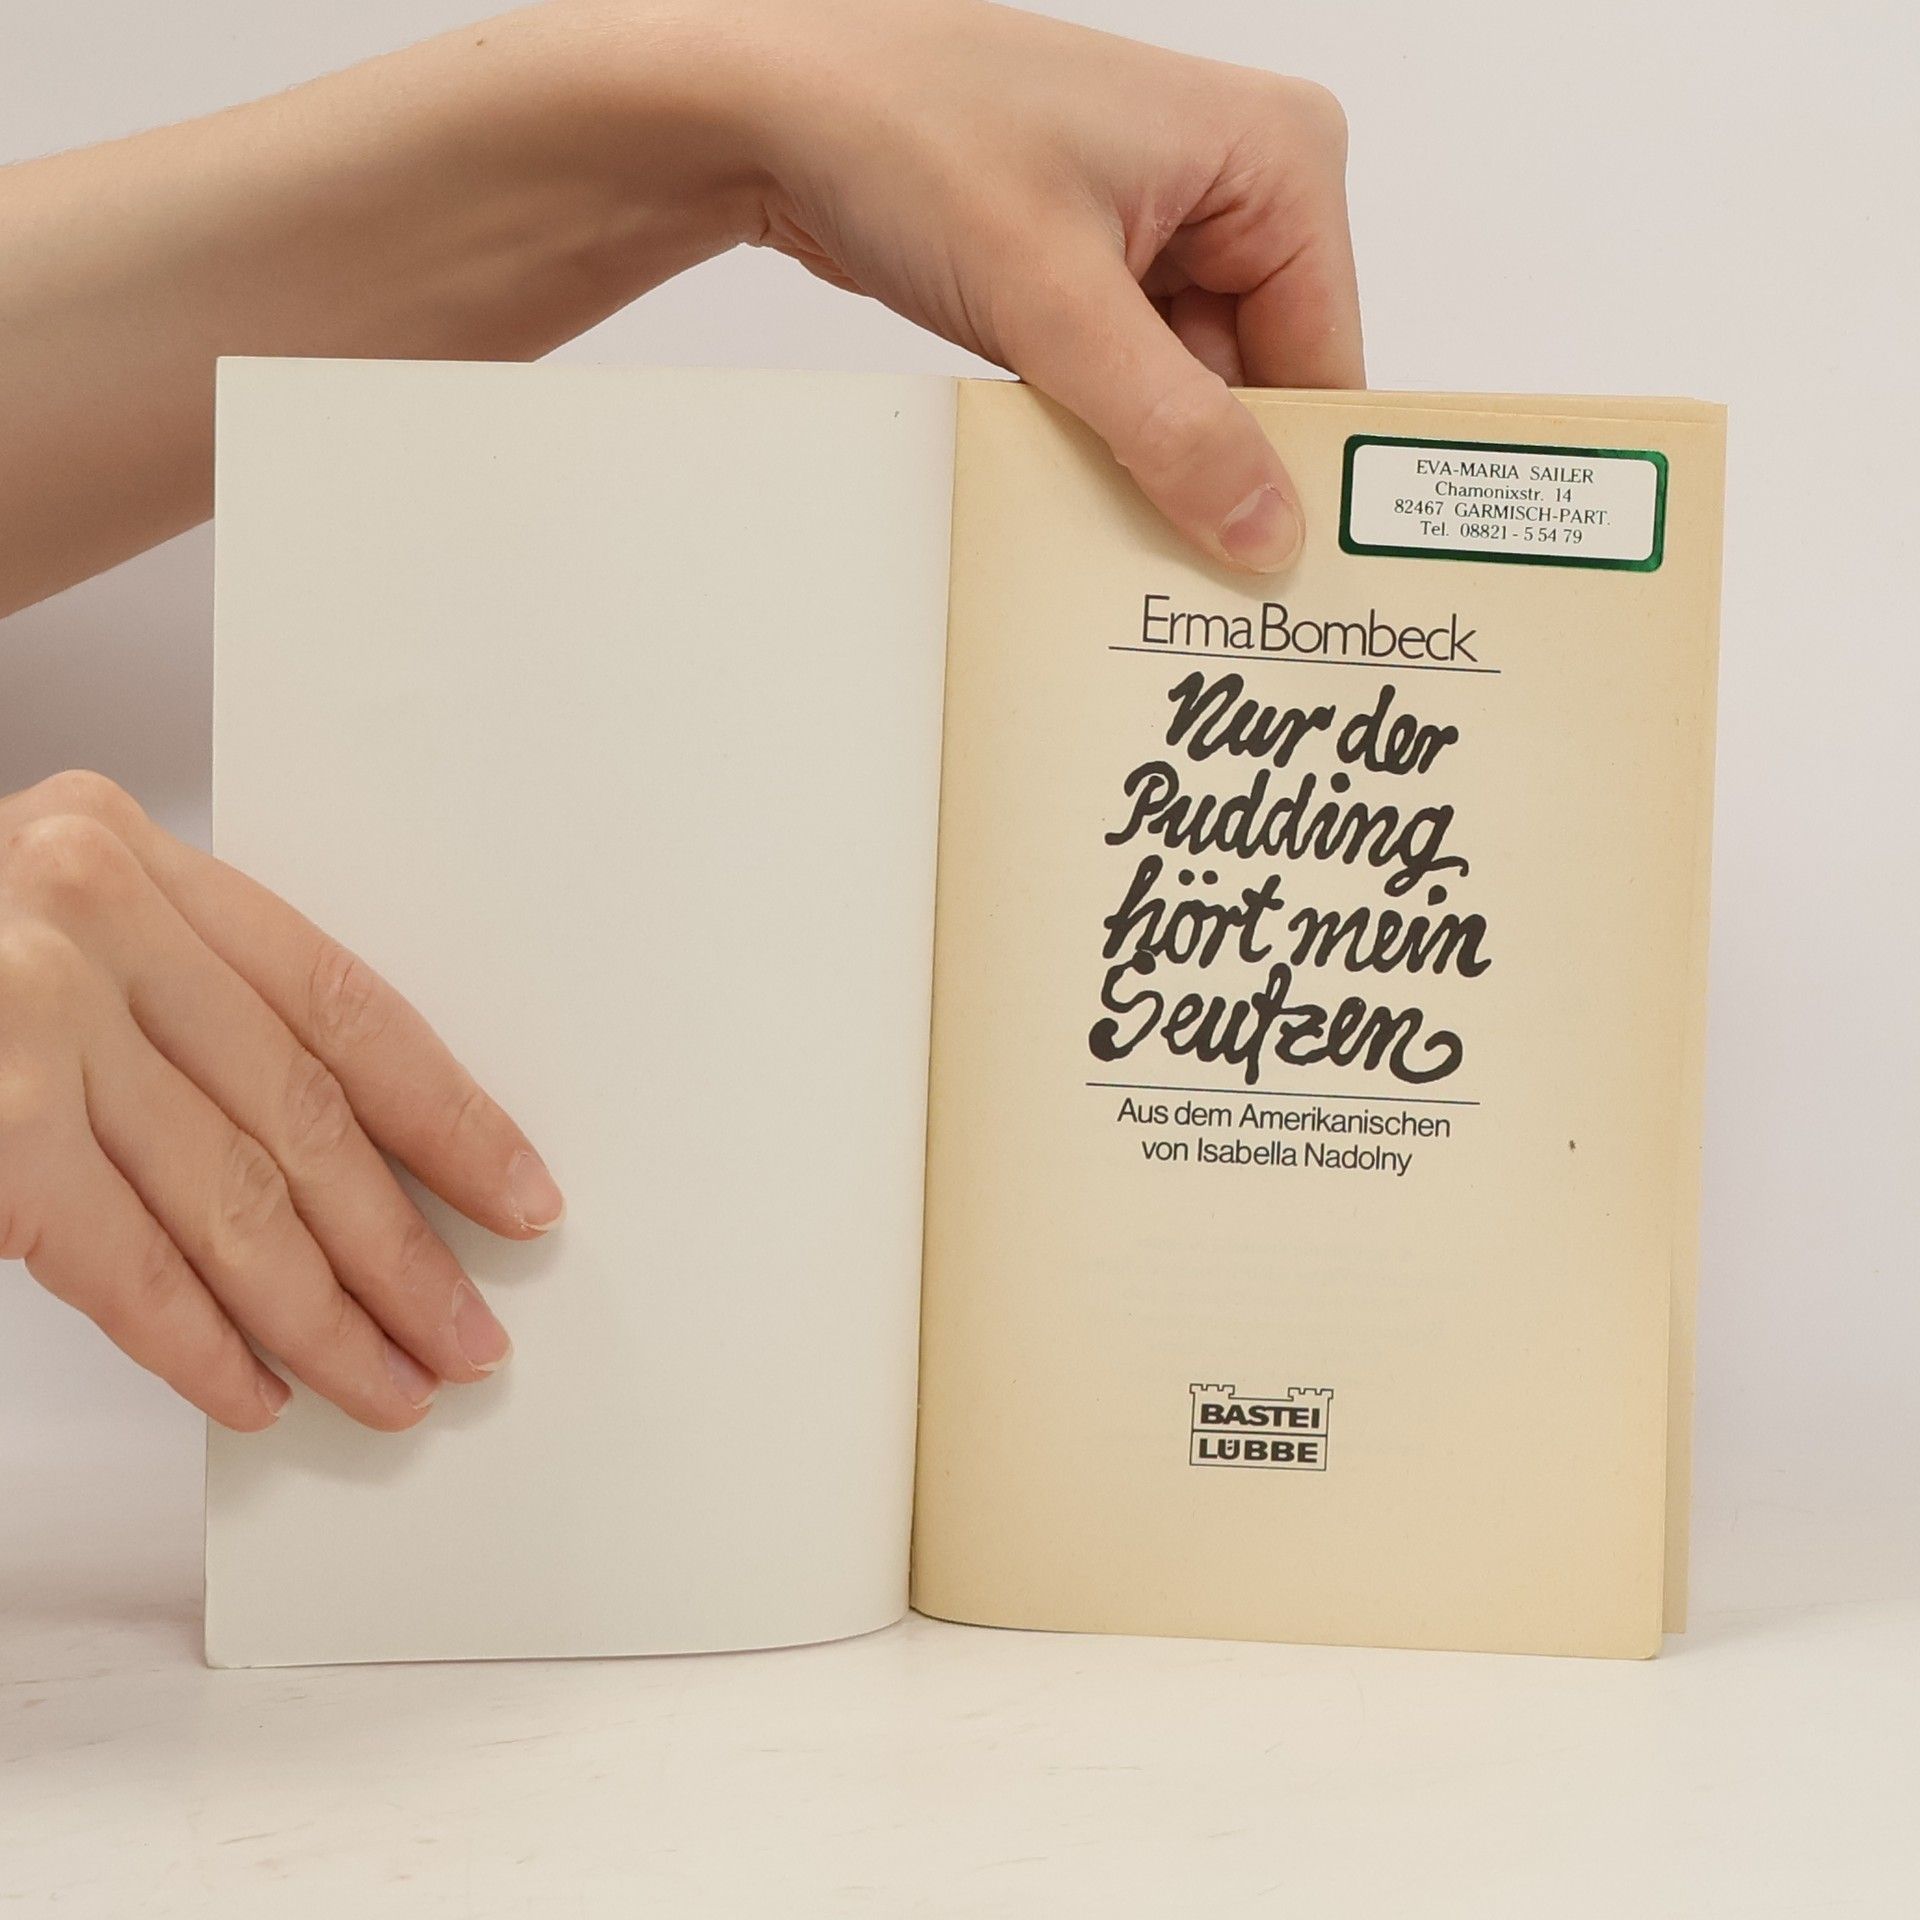 EVA-MARIA SAILER
Chamonixstr. 14
82467 GARMISCH-PART.
Tel. 08821 - 5 54 79
Erma Bombeck
Nur der
Pudding
hört mein
Seufzen
Aus dem Amerikanischen
von Isabella Nadolny
BASTEI
LÜBBE